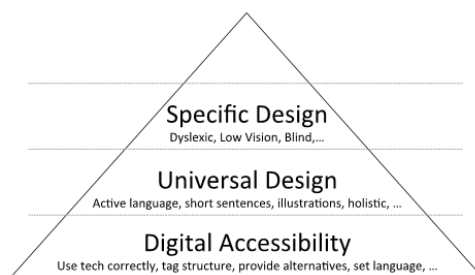 Specific Design
Dyslexic, Low Vision, Blind,...
Universal Design
Active language, short sentences, illustrations, holistic, ...
Digital Accessibility
Use tech correctly, tag structure, provide alternatives, set language, ...